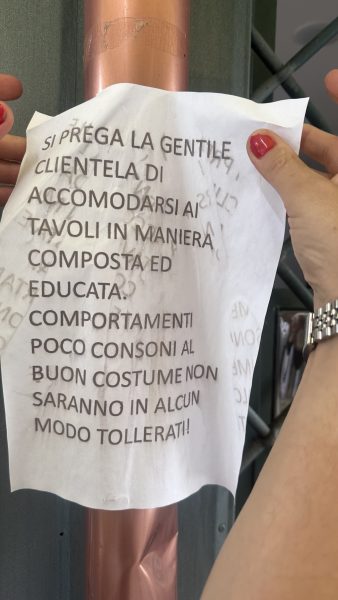 SI PREGA LA GENTILE
CLIENTELA DI
ACCOMODARSI AI
TAVOLI IN MANIERA
COMPOSTA ED
EDUCATA.
COMPORTAMENTI
POCO CONSONI AL
BUON COSTUME NON
SARANNO IN ALCUN
MODO TOLLERATI!